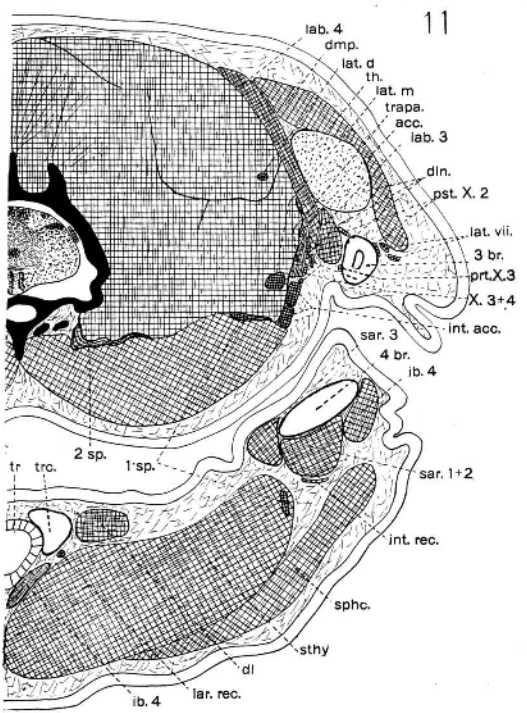 11
lab. 4
dmp.
lat. d
th.
lat. m
trapa.
acc.
lab. 3
dln.
pst. X. 2
lat. vii.
3 br.
prt. X. 3
X. 3+4
int. acc.
sar. 3
4 br.
ib. 4
2 sp.
1 sp.
tr
trc.
sar. 1+2
int. rec.
sphc.
sthy
dl
lar. rec.
ib. 4